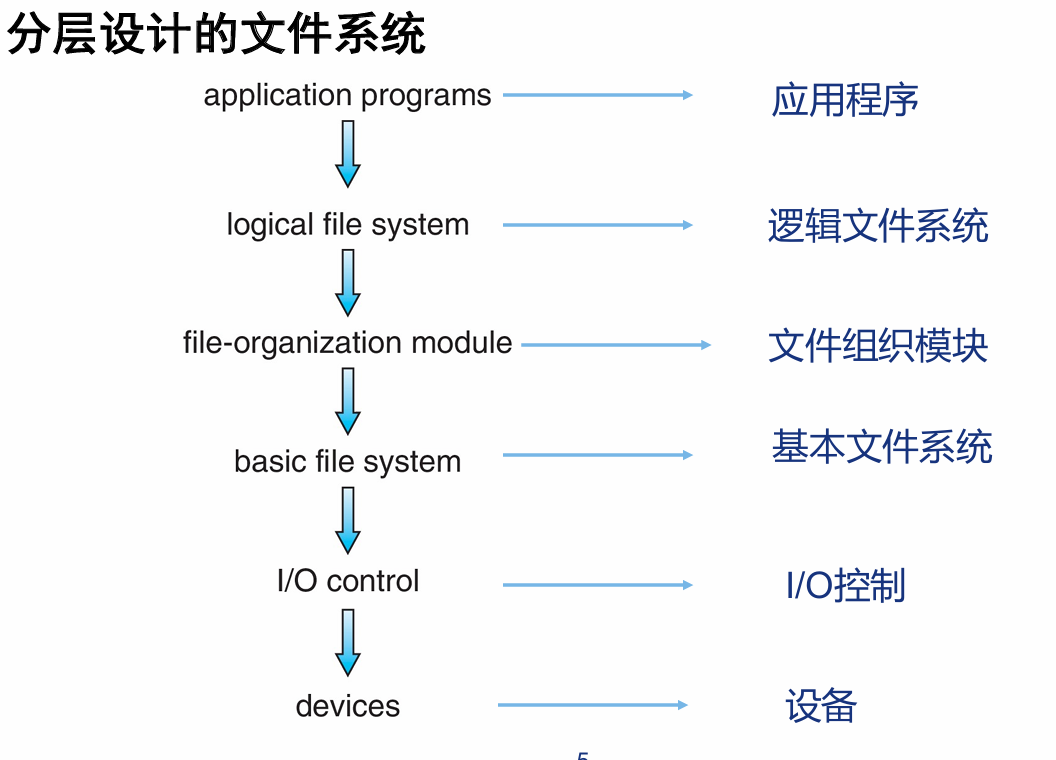 分层设计的文件系统
application programs
应用程序
logical file system
逻辑文件系统
file-organization module
文件组织模块
basic file system
基本文件系统
I/O control
I/O控制
devices
设备
5